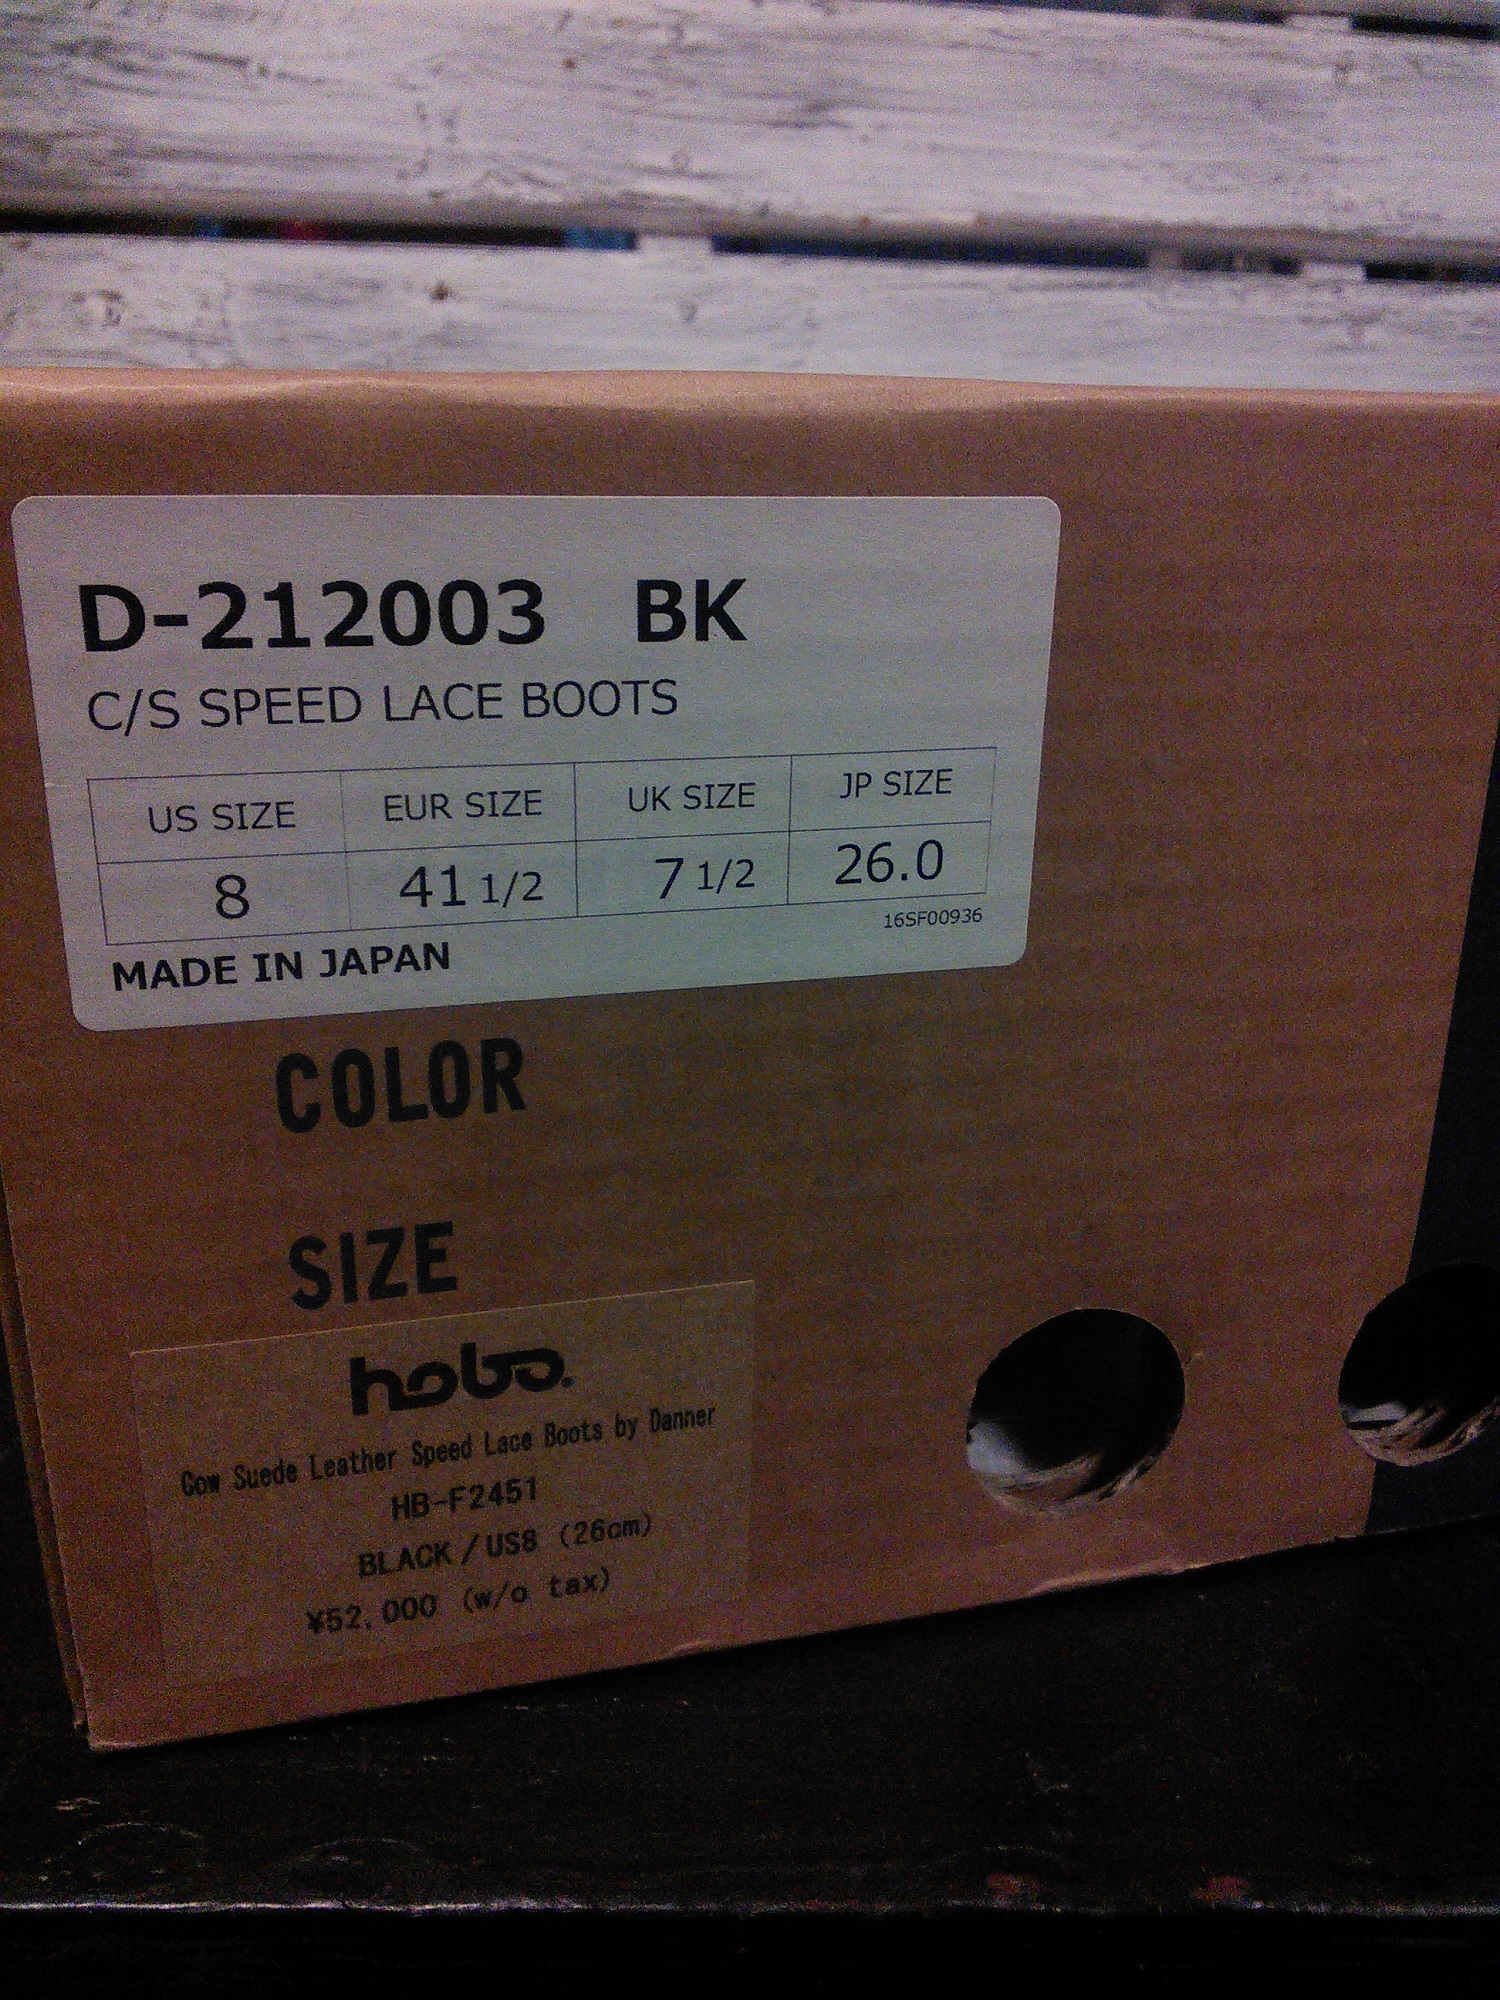 D-212003 BK
C/S SPEED LACE BOOTS
US SIZE EUR SIZE UK SIZE JP SIZE
8 41 1/2 7 1/2 26.0
16SF00936
MADE IN JAPAN
COLOR
SIZE
hobo.
Cow Suede Leather Speed Lace Boots by Danner
HB-F2451
BLACK / US8 (26cm)
¥52,000 (w/o tax)